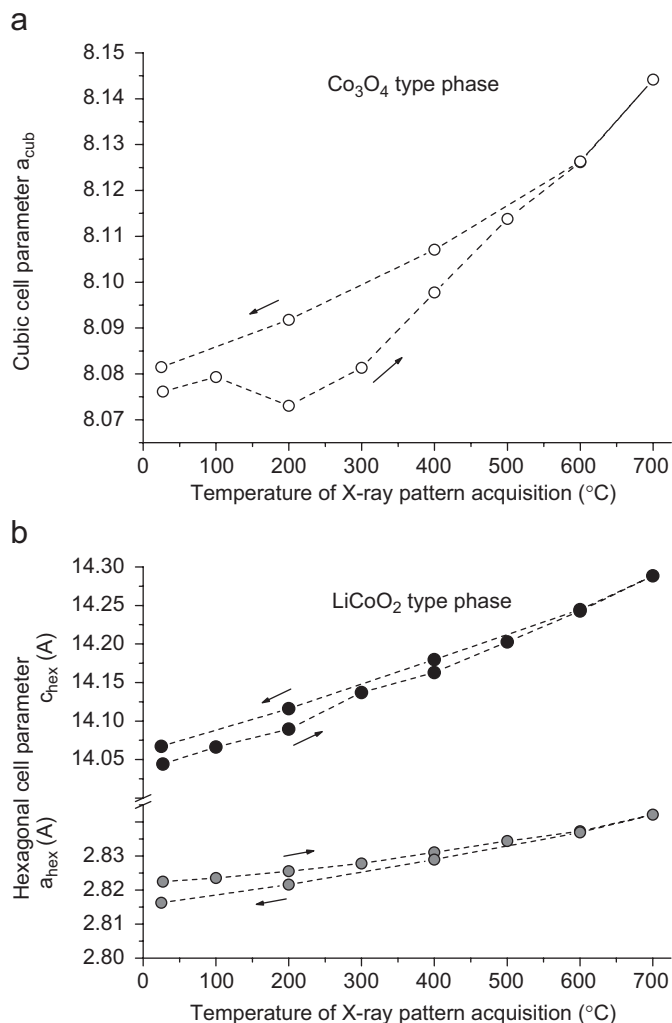 a
8.15
8.14
8.13
8.12
8.11
8.10
8.09
8.08
8.07
Cubic cell parameter a_cub
Co₃O₄ type phase
0 100 200 300 400 500 600 700
Temperature of X-ray pattern acquisition (°C)
b
14.30
14.25
14.20
14.15
14.10
14.05
2.83
2.82
2.80
Hexagonal cell parameter
a_hex (A) c_hex (A)
LiCoO₂ type phase
0 100 200 300 400 500 600 700
Temperature of X-ray pattern acquisition (°C)